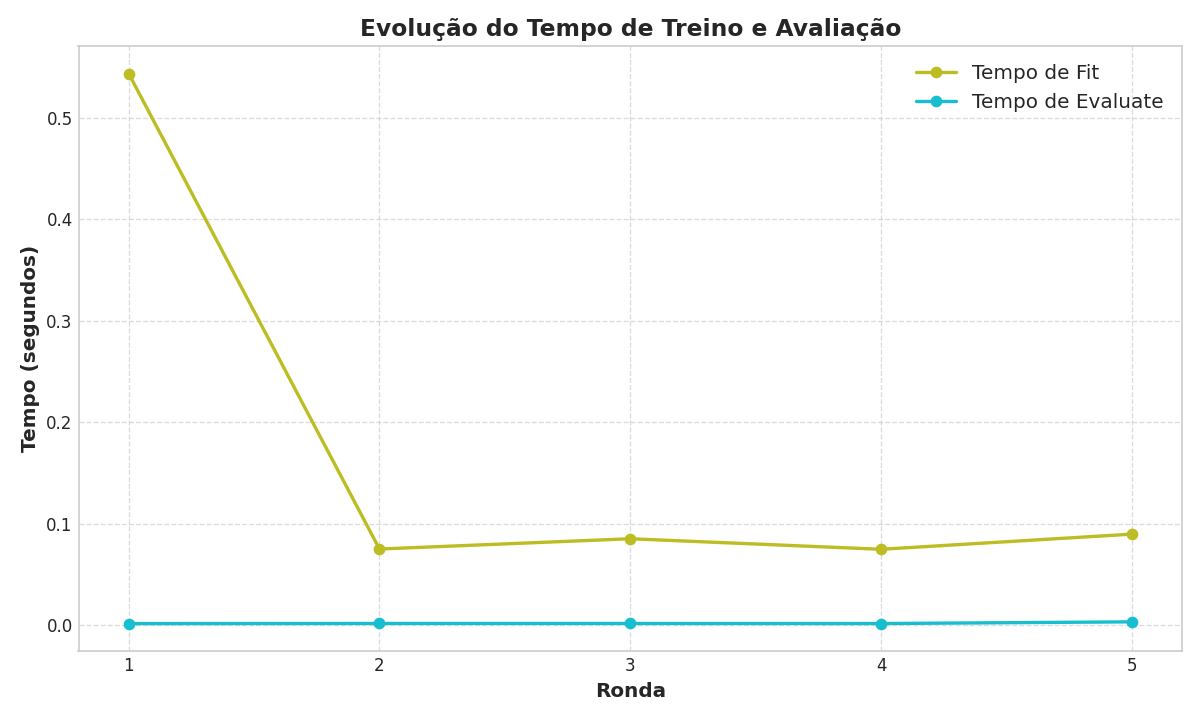 Evolução do Tempo de Treino e Avaliação
Tempo de Fit
Tempo de Evaluate
Tempo (segundos)
0.5
0.4
0.3
0.2
0.1
0.0
1 2 3 4 5
Ronda